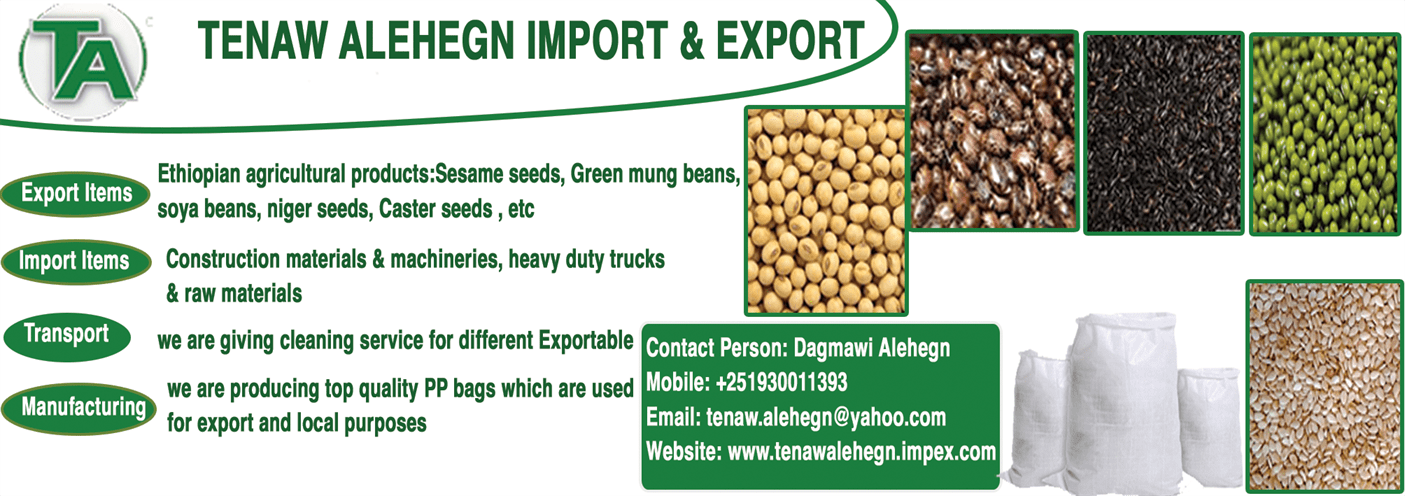 TA
TENAW ALEHEGN IMPORT & EXPORT
Export Items
Ethiopian agricultural products:Sesame seeds, Green mung beans,
soya beans, niger seeds, Caster seeds , etc
Import Items
Construction materials & machineries, heavy duty trucks
& raw materials
Transport
we are giving cleaning service for different Exportable
Manufacturing
we are producing top quality PP bags which are used
for export and local purposes
Contact Person: Dagmawi Alehegn
Mobile: +251930011393
Email: tenaw.alehegn@yahoo.com
Website: www.tenawalehegn.impex.com